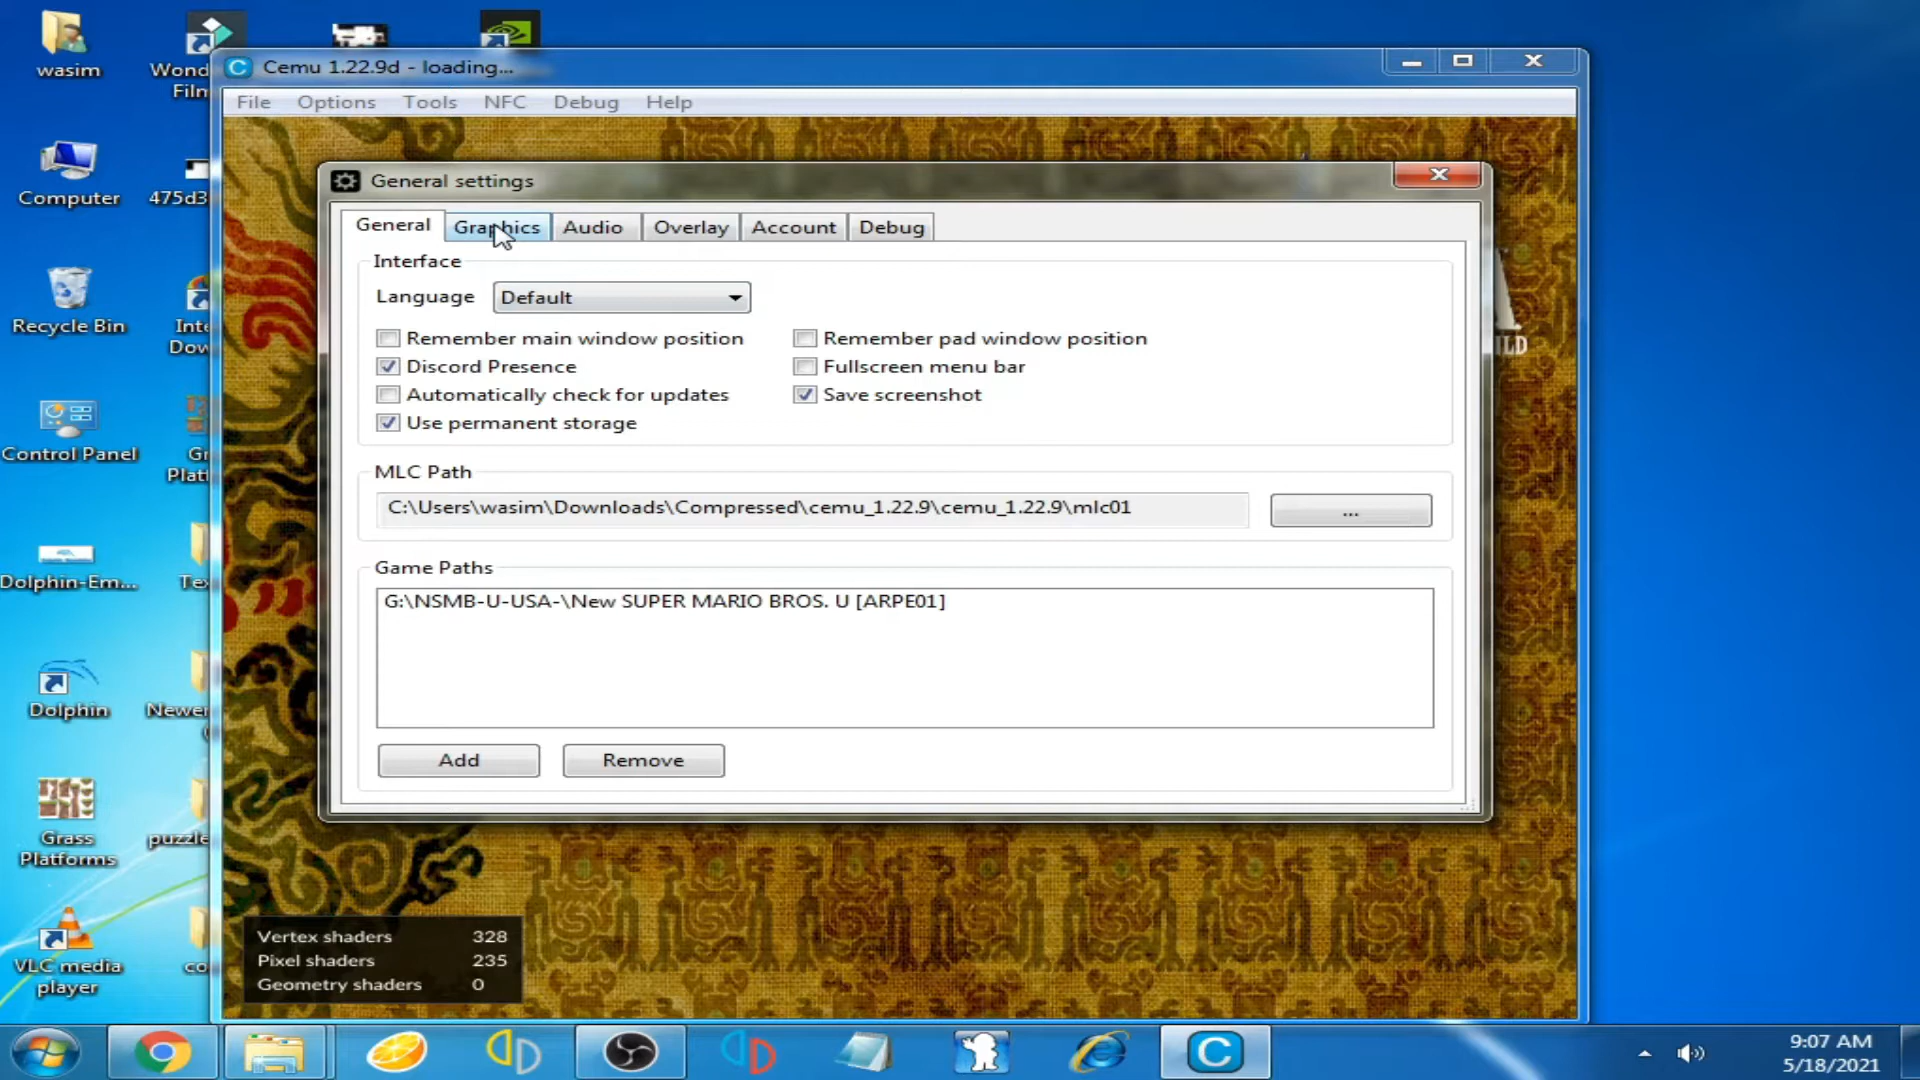 wasim
Wond
Film
Cemu 1.22.9d - loading...
File Options Tools NFC Debug Help
Computer
475d3
General settings
General Graphics Audio Overlay Account Debug
Interface
Language Default
Remember main window position
Remember pad window position
Discord Presence
Fullscreen menu bar
Automatically check for updates
Save screenshot
Use permanent storage
Recycle Bin
Inte
Dow
ILD
Control Panel
Gr
Platf
MLC Path
C:\Users\wasim\Downloads\Compressed\cemu_1.22.9\cemu_1.22.9\mlc01
...
Game Paths
G:\NSMB-U-USA-\New SUPER MARIO BROS. U [ARPE01]
Add Remove
Dolphin-Em...
Tex
Dolphin
Newer
Grass
Platforms
puzzle
VLC media
player
co
Vertex shaders 328
Pixel shaders 235
Geometry shaders 0
9:07 AM
5/18/2021